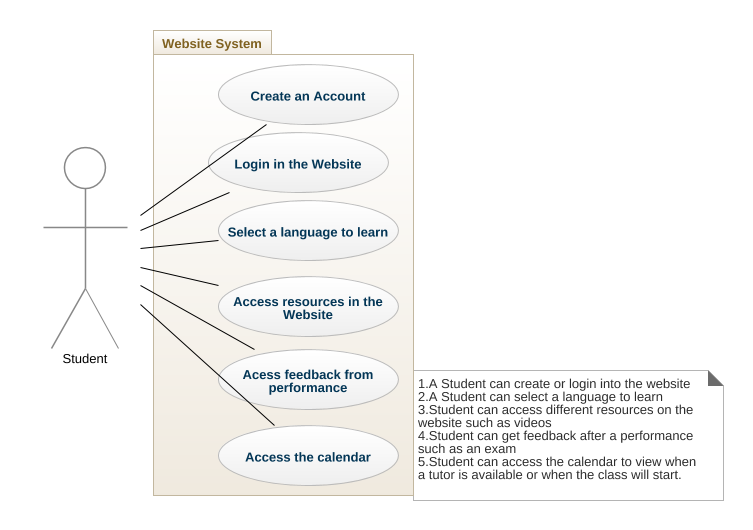 Website System
Create an Account
Login in the Website
Select a language to learn
Access resources in the
Website
Acess feedback from
performance
Access the calendar
Student
1.A Student can create or login into the website
2.A Student can select a language to learn
3.Student can access different resources on the
website such as videos
4.Student can get feedback after a performance
such as an exam
5.Student can access the calendar to view when
a tutor is available or when the class will start.